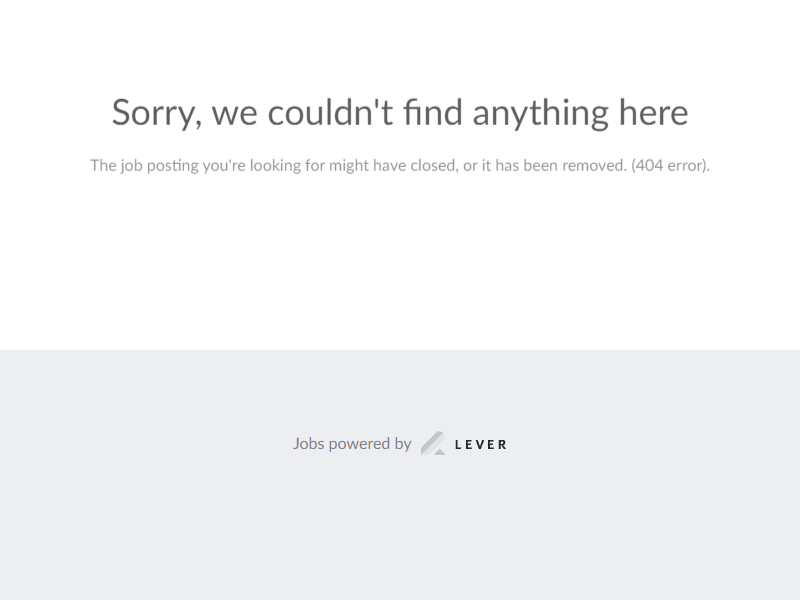 Sorry, we couldn't find anything here
The job posting you're looking for might have closed, or it has been removed. (404 error).
Jobs powered by LEVER